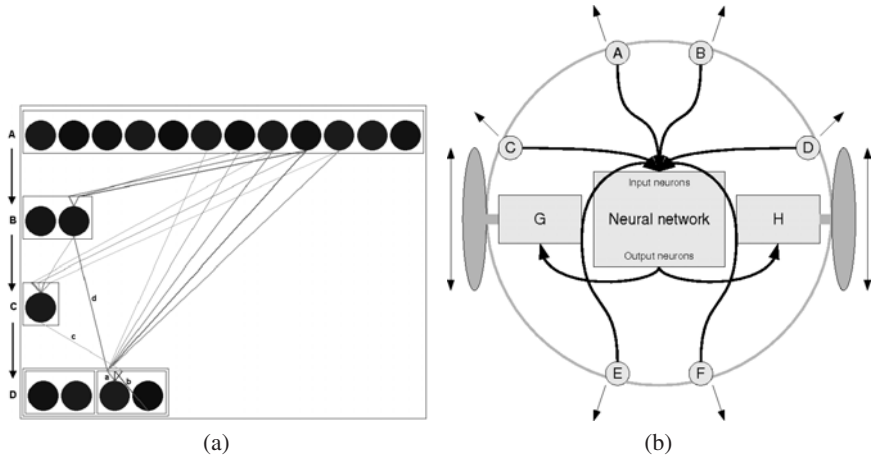 A
B
C
D
d
c
a
b
(a)
A
B
C
D
Input neurons
G
Neural network
H
Output neurons
E
F
(b)